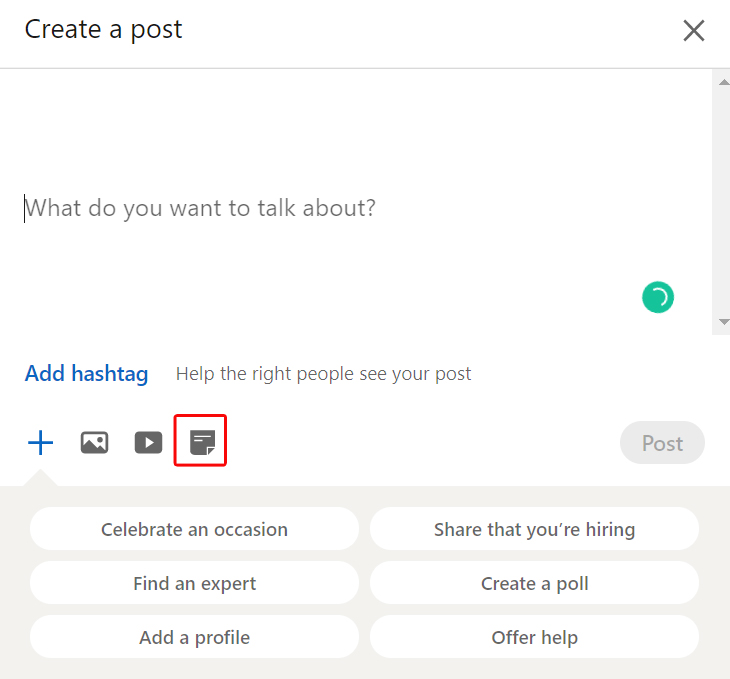 Create a post
What do you want to talk about?
Add hashtag Help the right people see your post
Post
Celebrate an occasion Share that you’re hiring
Find an expert Create a poll
Add a profile Offer help